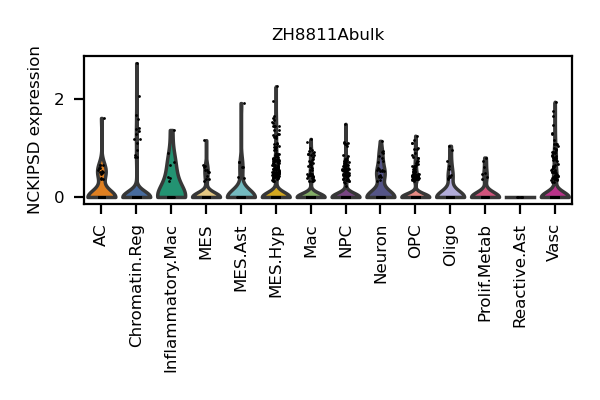 ZH8811Abulk
NCKIPSD expression
2
0
AC
Chromatin.Reg
Inflammatory.Mac
MES
MES.Ast
MES.Hyp
Mac
NPC
Neuron
OPC
Oligo
Prolif.Metab
Reactive.Ast
Vasc